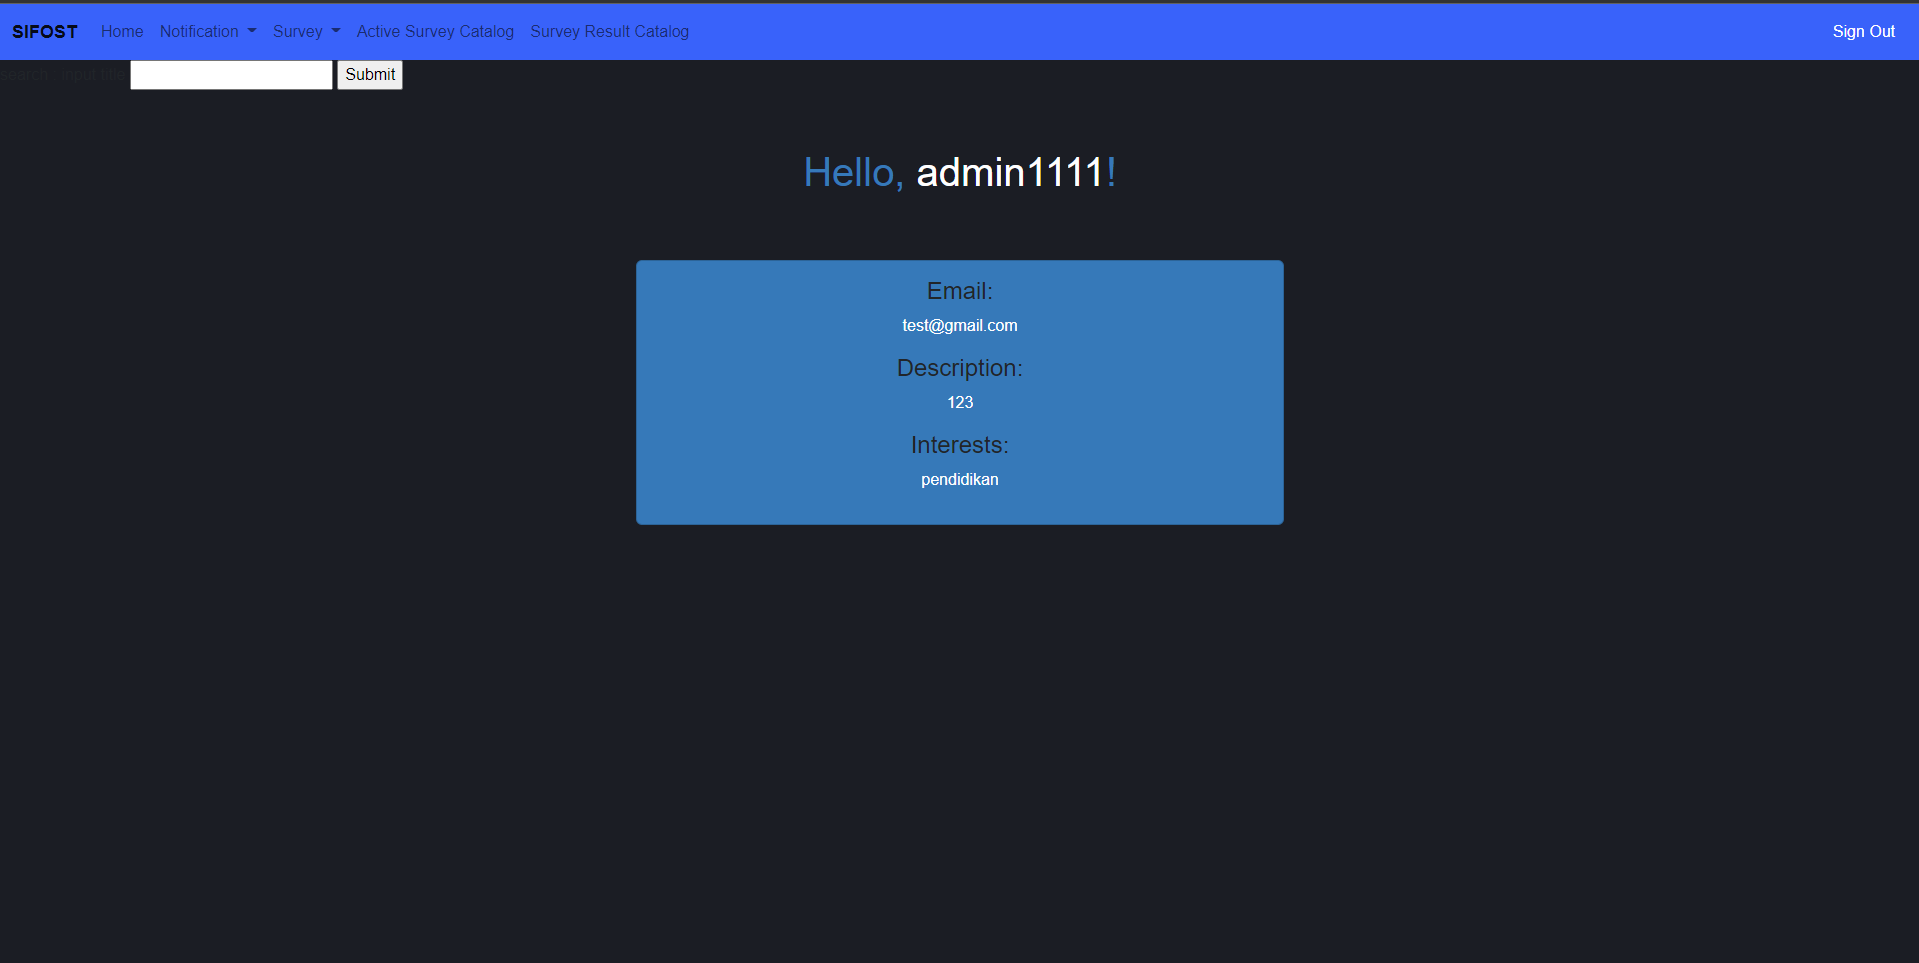 SIFOST Home Notification Survey Active Survey Catalog Survey Result Catalog Sign Out
search input title Submit
Hello, admin1111!
Email:
test@gmail.com
Description:
123
Interests:
pendidikan